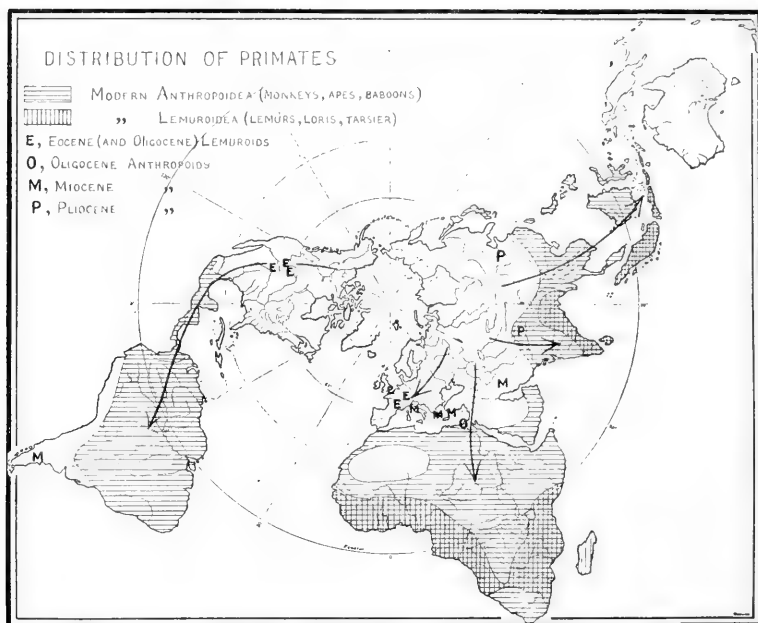 DISTRIBUTION OF PRIMATES
MODERN ANTHROPOIDEA (MONKEYS, APES, BABOONS)
„ LEMUROIDEA (LEMURS, LORIS, TARSIER)
E, EOCENE (AND OLIGOCENE) LEMUROIDS
O, OLIGOCENE ANTHROPOIDS
M, MIOCENE „
P, PLIOCENE „
P
E E
E
P
M
E
E E
M M M
O
M